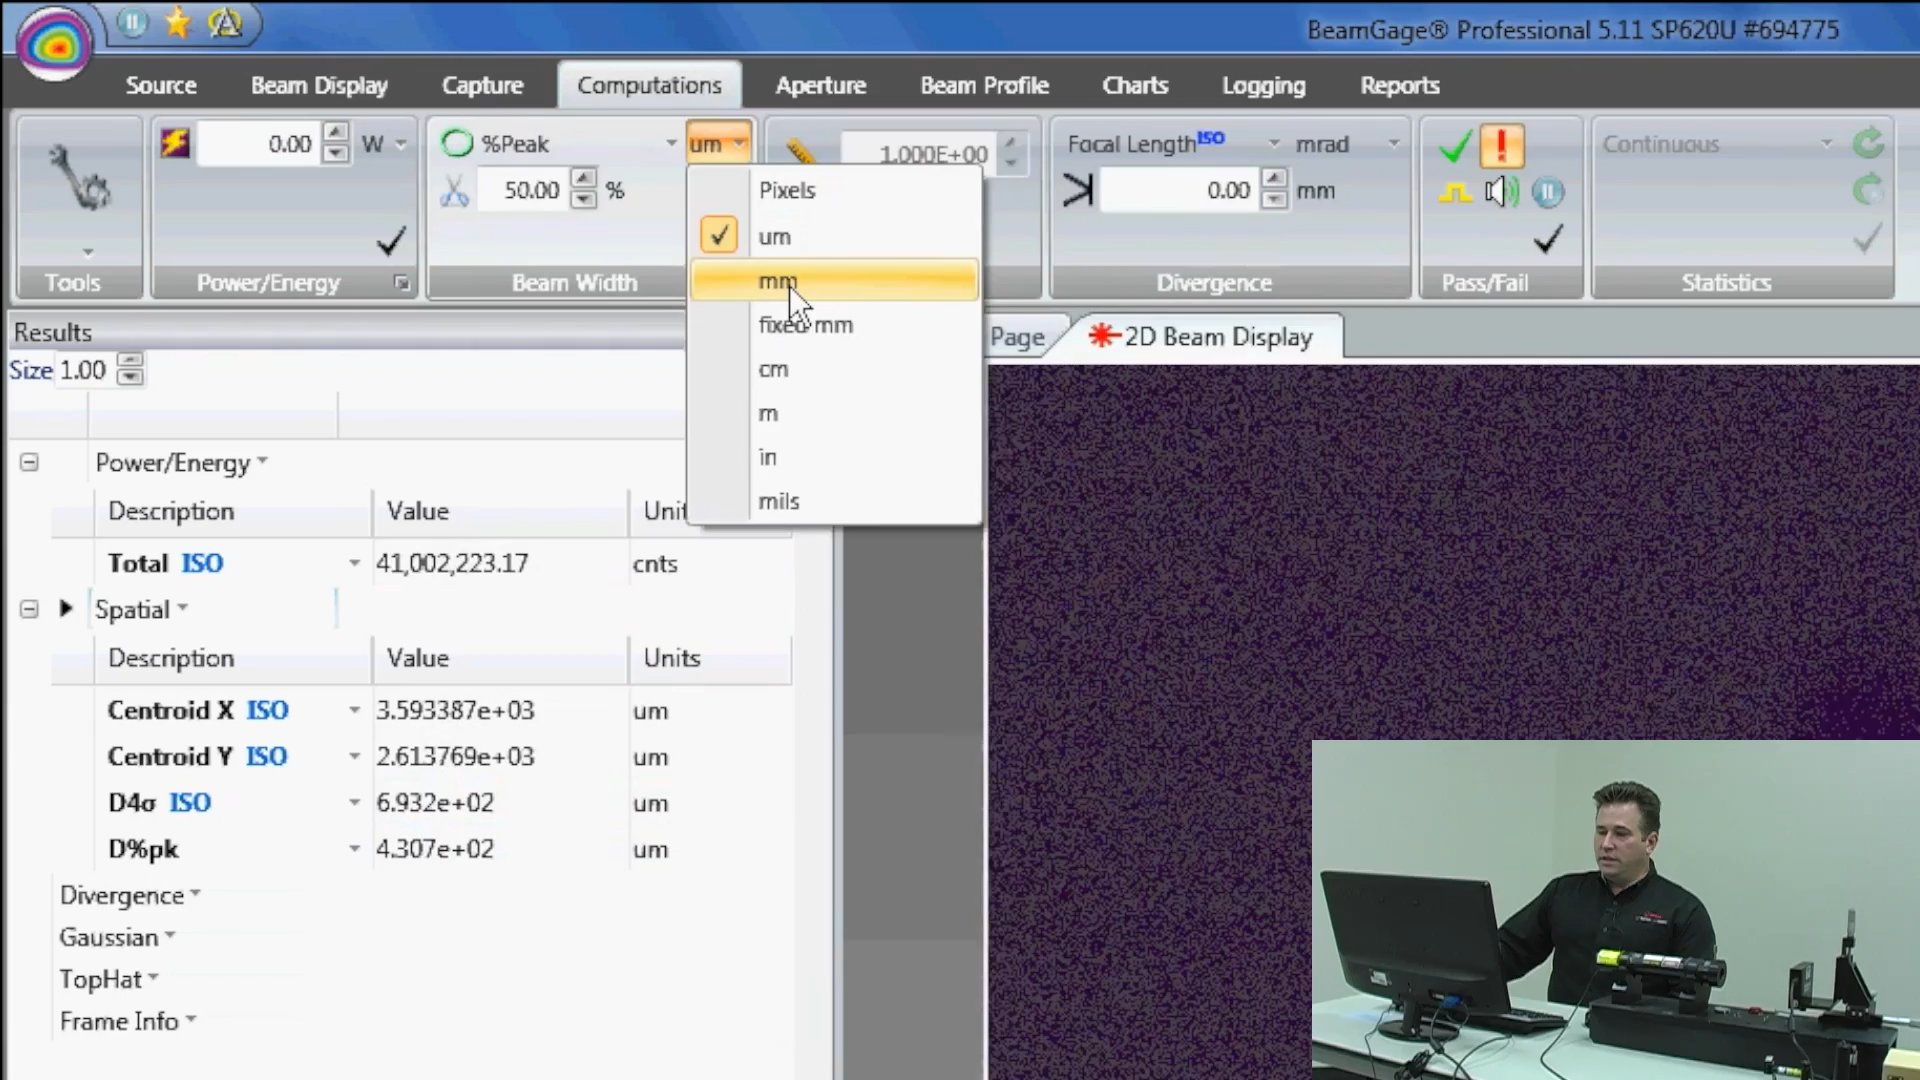 BeamGage® Professional 5.11 SP620U #694775
Source Beam Display Capture Computations Aperture Beam Profile Charts Logging Reports
0.00 W %Peak um 1.000E+00 Focal Length ISO mrad Continuous
50.00 % 0.00 mm
Tools Power/Energy Beam Width Divergence Pass/Fail Statistics
Pixels
um
mm
fixed mm
cm
m
in
mils
Results
Page 2D Beam Display
Size 1.00
Power/Energy
Description Value Unit
Total ISO 41,002,223.17 cnts
Spatial
Description Value Units
Centroid X ISO 3.593387e+03 um
Centroid Y ISO 2.613769e+03 um
D4σ ISO 6.932e+02 um
D%pk 4.307e+02 um
Divergence
Gaussian
TopHat
Frame Info